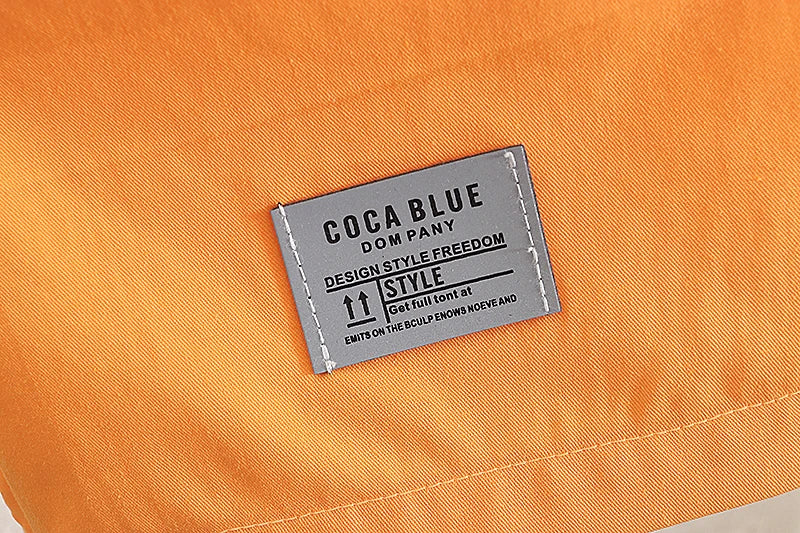 COCA BLUE
DOM PANY
DESIGN STYLE FREEDOM
STYLE
Get full tont at
EMITS ON THE BCULP ENOWS NOEVE AND